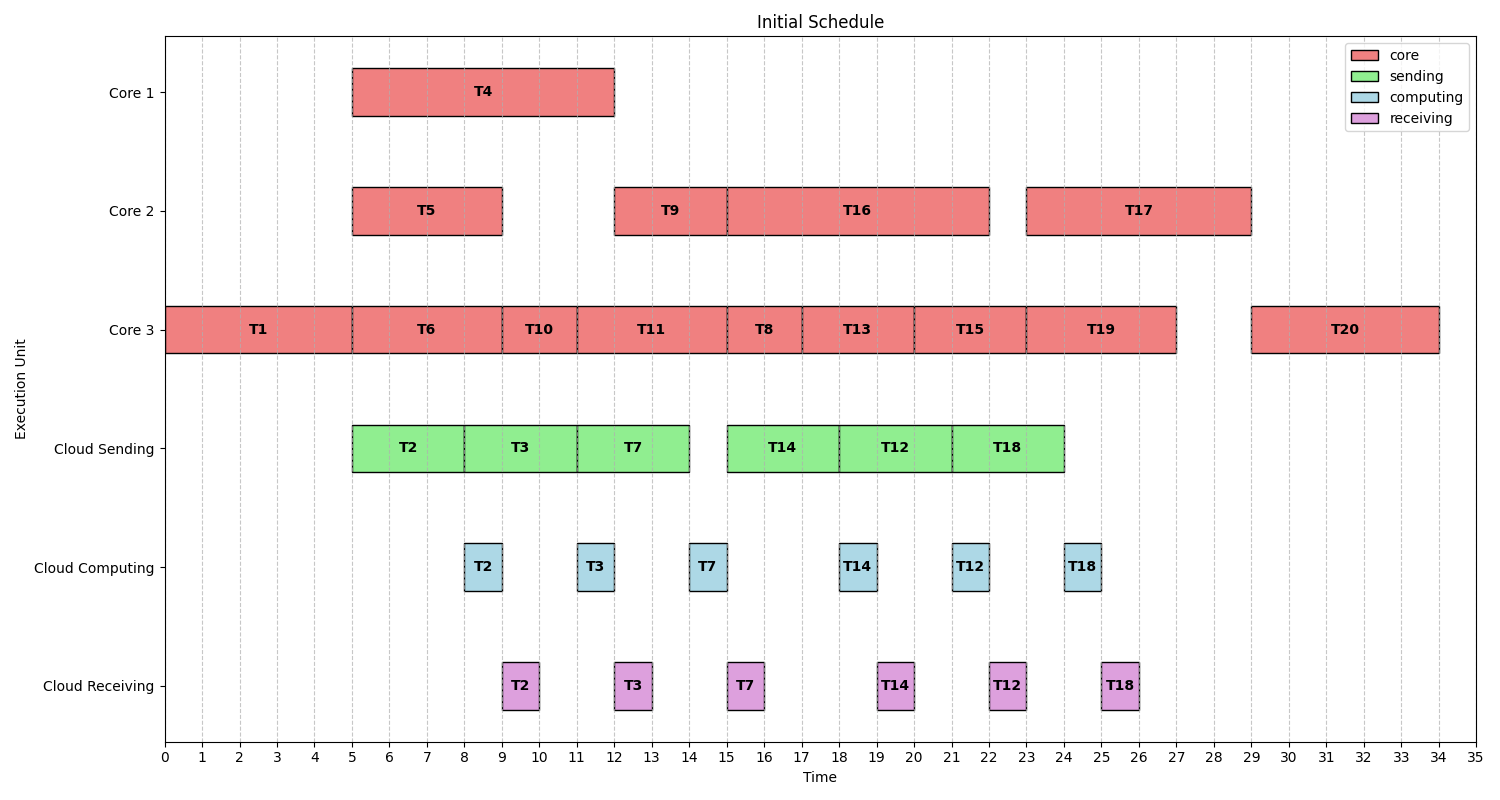 Initial Schedule
core
sending
computing
receiving
Core 1
T4
Core 2
T5 T9 T16 T17
Core 3
T1 T6 T10 T11 T8 T13 T15 T19 T20
Cloud Sending
T2 T3 T7 T14 T12 T18
Cloud Computing
T2 T3 T7 T14 T12 T18
Cloud Receiving
T2 T3 T7 T14 T12 T18
Execution Unit
0 1 2 3 4 5 6 7 8 9 10 11 12 13 14 15 16 17 18 19 20 21 22 23 24 25 26 27 28 29 30 31 32 33 34 35
Time